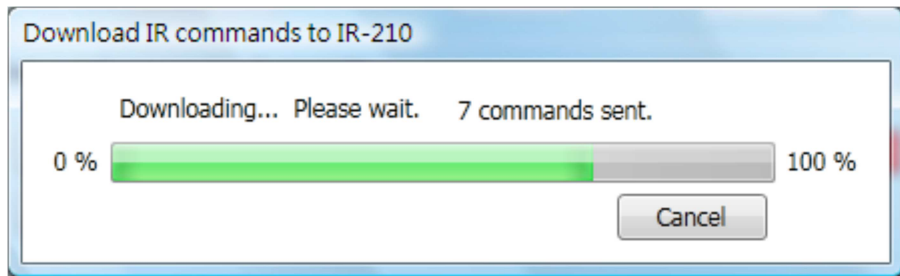 Download IR commands to IR-210
Downloading... Please wait. 7 commands sent.
0 % 100 %
Cancel